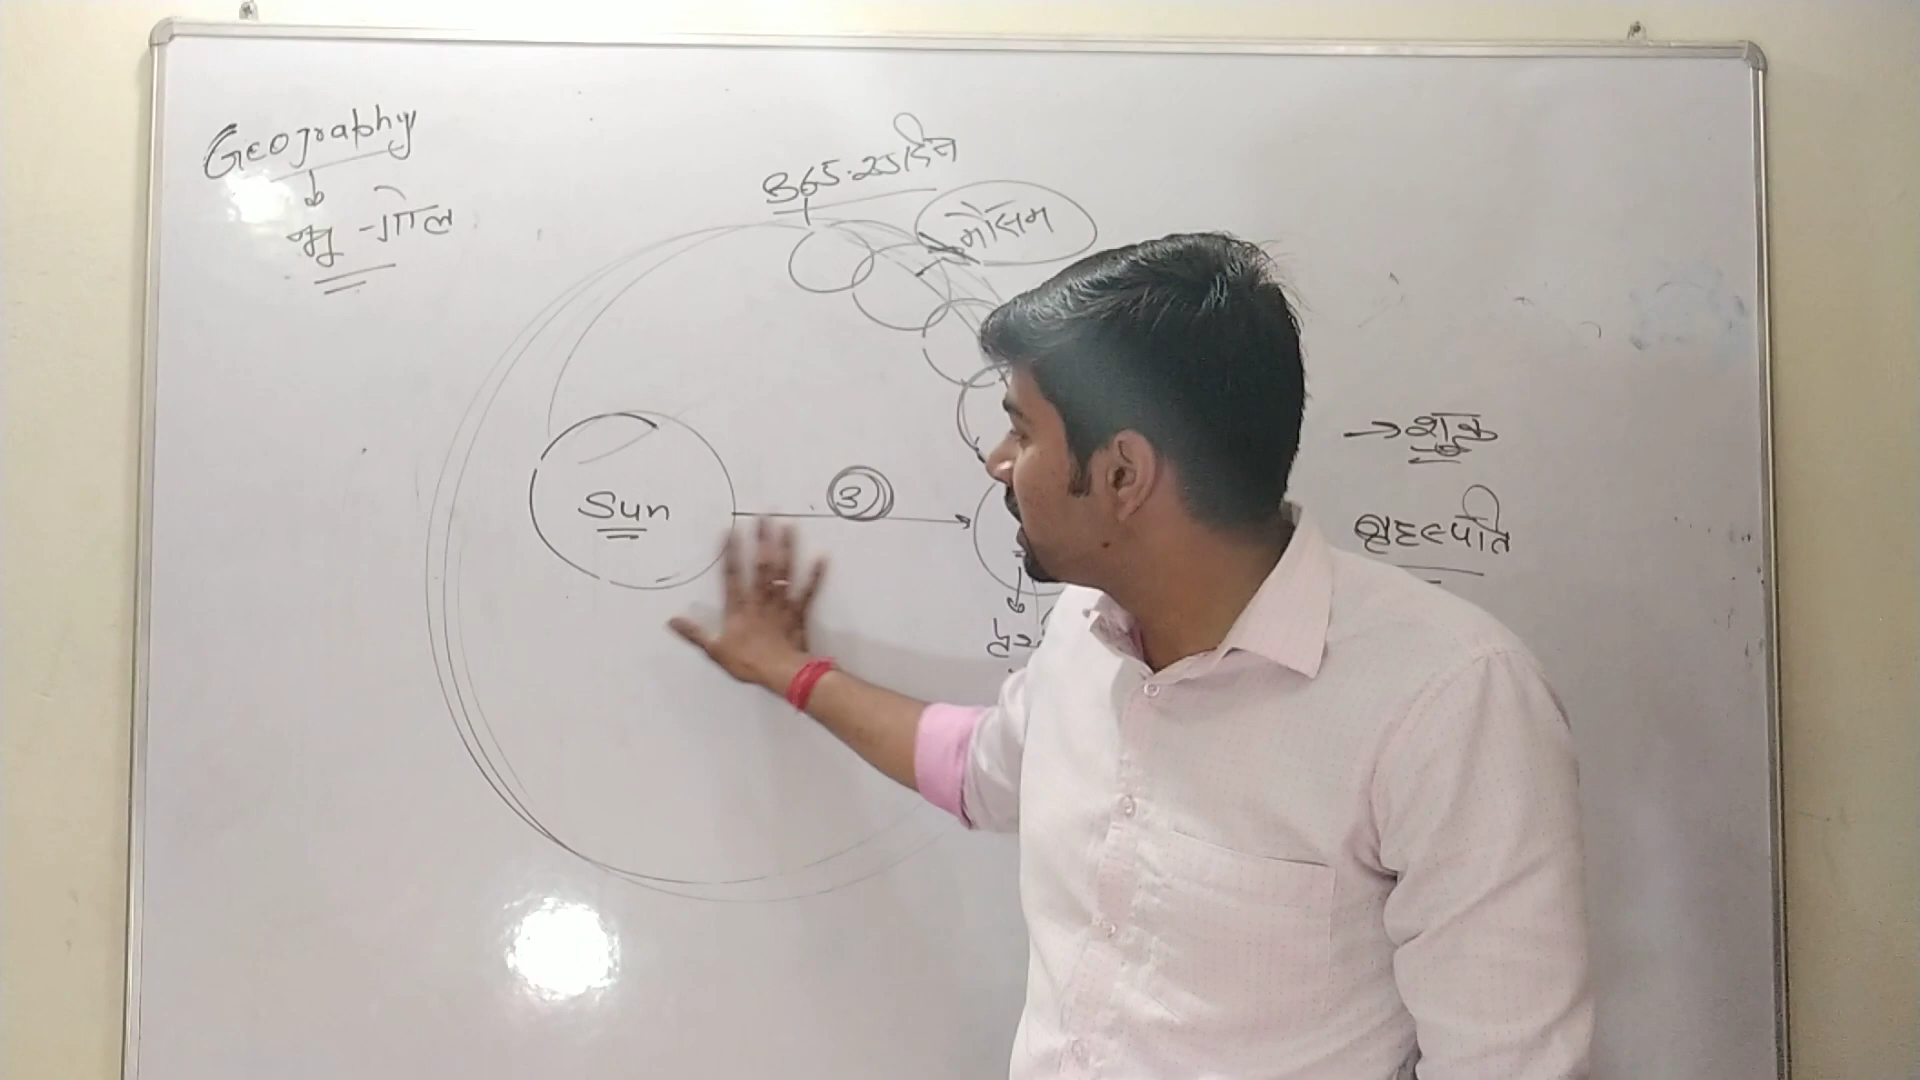 Geography
भू-गोल
365.25 दिन
मौसम
Sun
3
→ शुक्र
बृहस्पति